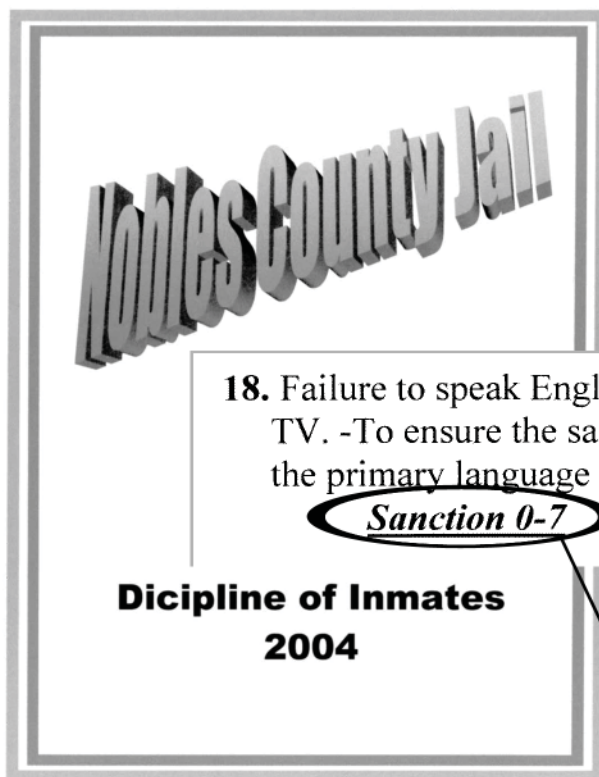 Nobles County Jail
18. Failure to speak Engl
TV. -To ensure the sa
the primary language
Sanction 0-7
Dicipline of Inmates
2004